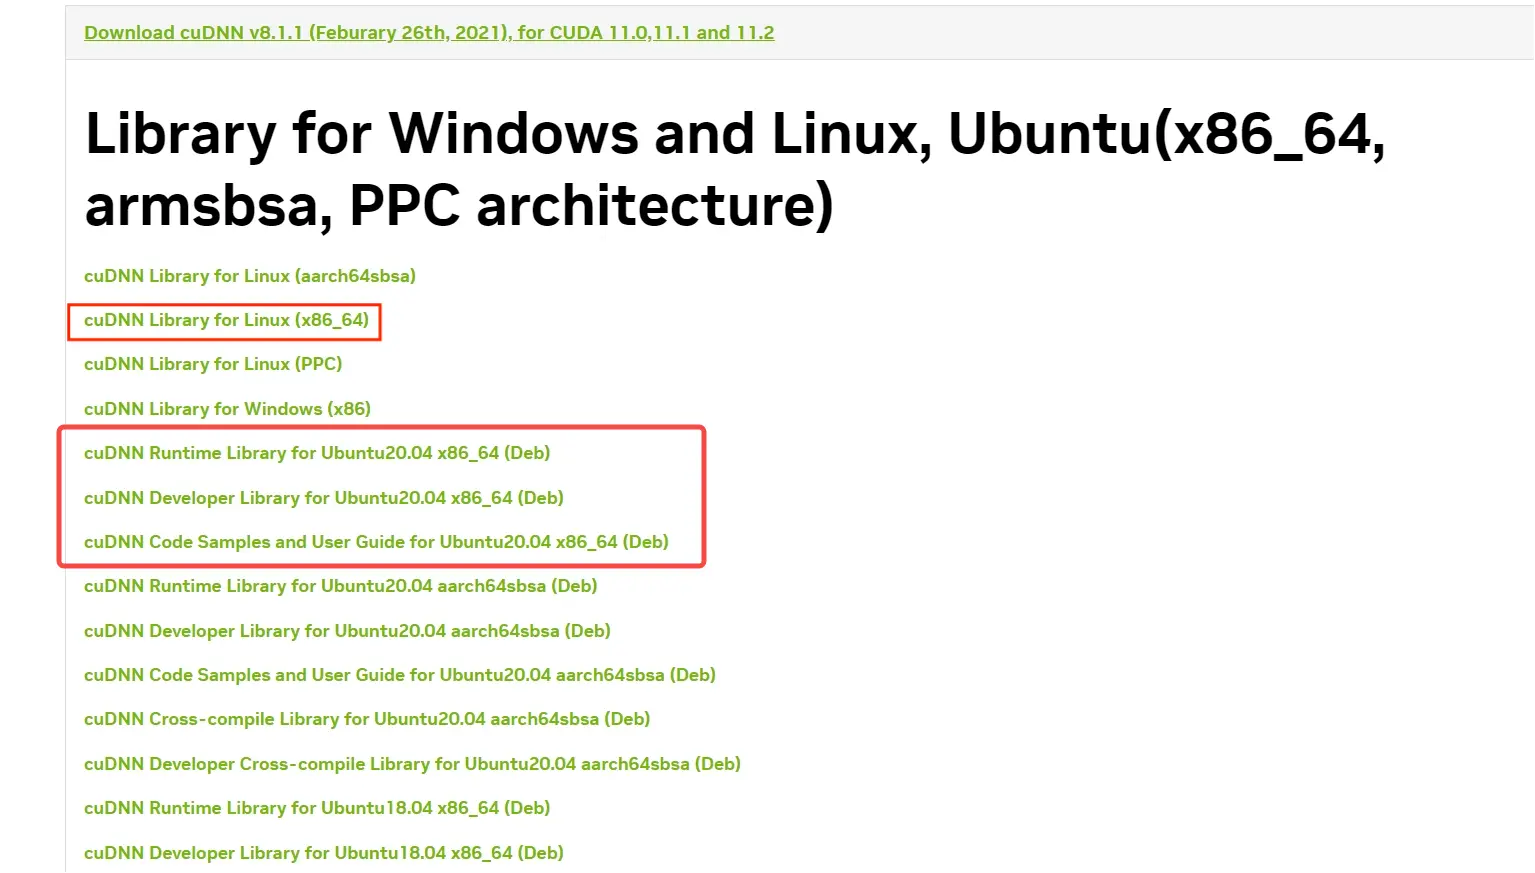 Download cuDNN v8.1.1 (Feburary 26th, 2021), for CUDA 11.0,11.1 and 11.2
Library for Windows and Linux, Ubuntu(x86_64,
armsbsa, PPC architecture)
cuDNN Library for Linux (aarch64sbsa)
cuDNN Library for Linux (x86_64)
cuDNN Library for Linux (PPC)
cuDNN Library for Windows (x86)
cuDNN Runtime Library for Ubuntu20.04 x86_64 (Deb)
cuDNN Developer Library for Ubuntu20.04 x86_64 (Deb)
cuDNN Code Samples and User Guide for Ubuntu20.04 x86_64 (Deb)
cuDNN Runtime Library for Ubuntu20.04 aarch64sbsa (Deb)
cuDNN Developer Library for Ubuntu20.04 aarch64sbsa (Deb)
cuDNN Code Samples and User Guide for Ubuntu20.04 aarch64sbsa (Deb)
cuDNN Cross-compile Library for Ubuntu20.04 aarch64sbsa (Deb)
cuDNN Developer Cross-compile Library for Ubuntu20.04 aarch64sbsa (Deb)
cuDNN Runtime Library for Ubuntu18.04 x86_64 (Deb)
cuDNN Developer Library for Ubuntu18.04 x86_64 (Deb)